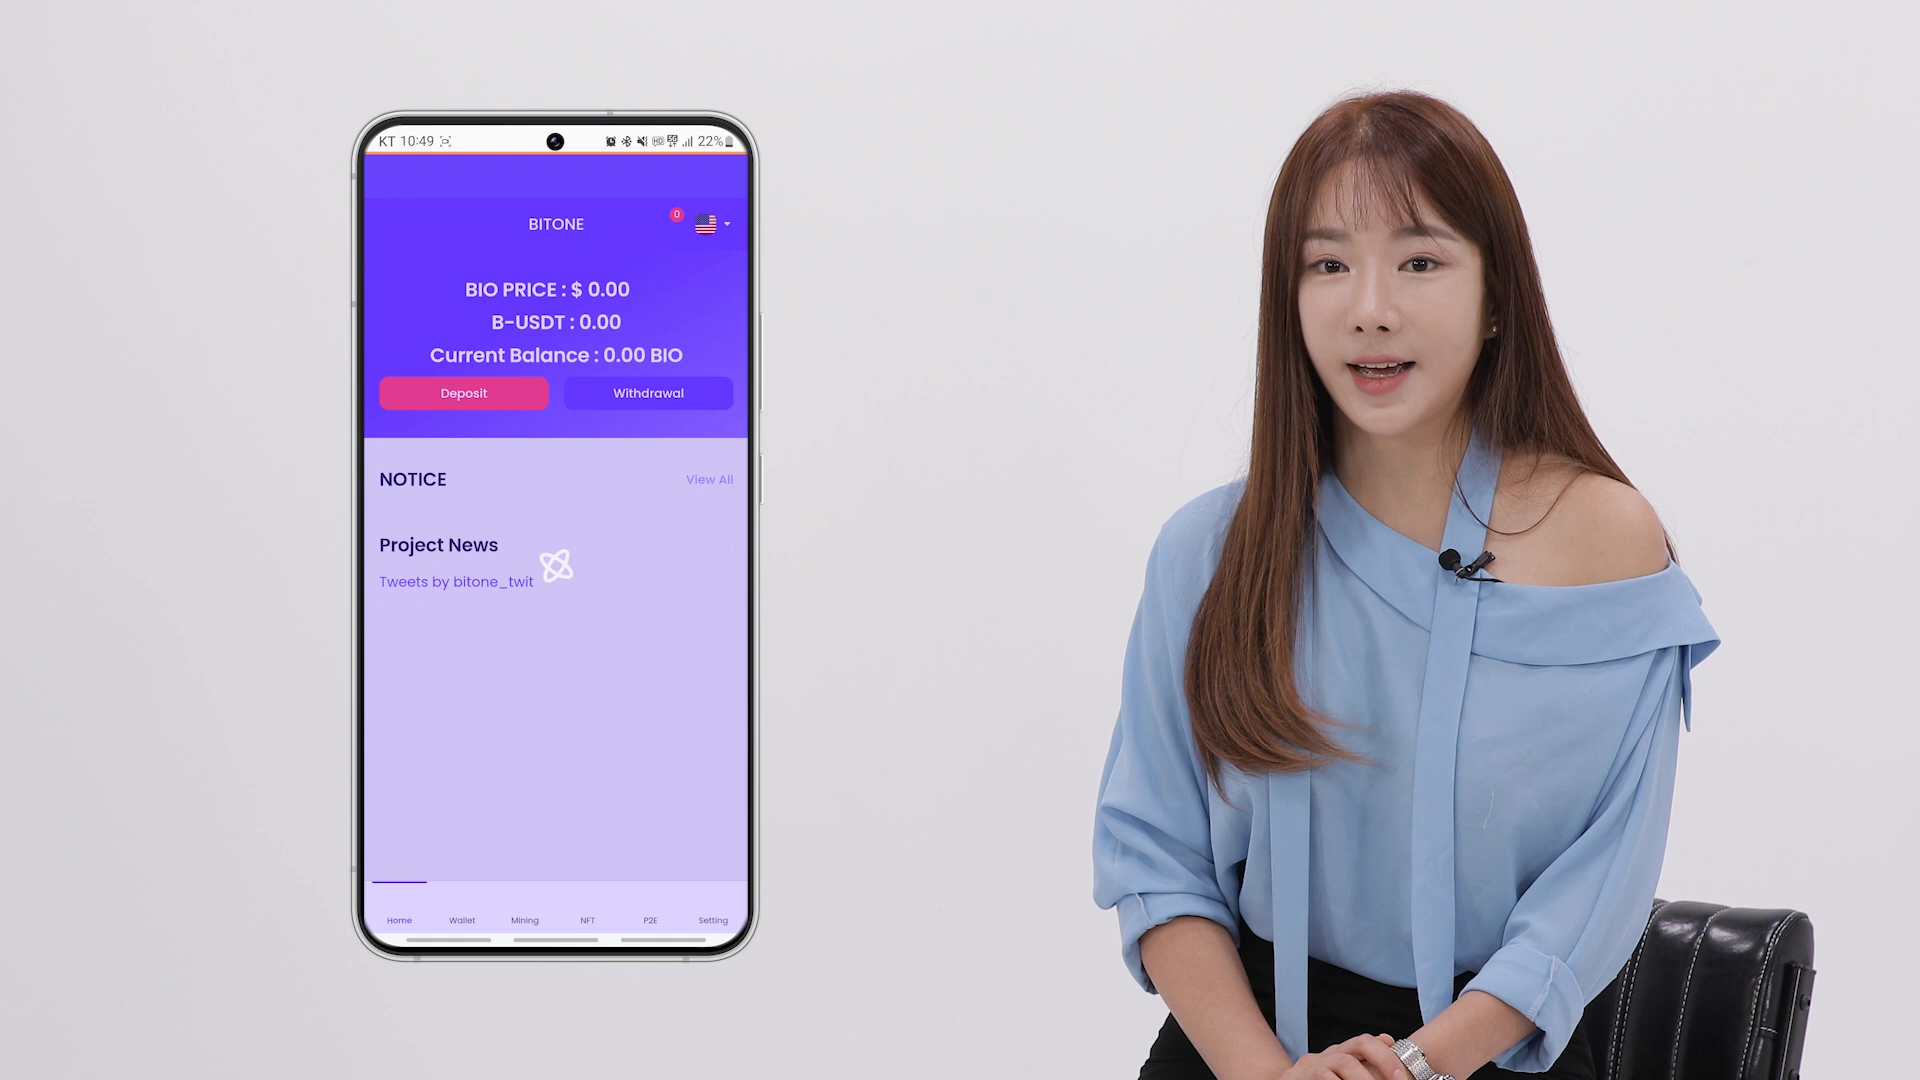 KT 10:49 22%
BITONE 0
BIO PRICE : $ 0.00
B-USDT : 0.00
Current Balance : 0.00 BIO
Deposit Withdrawal
NOTICE View All
Project News
Tweets by bitone_twit
Home Wallet Mining NFT P2E Setting